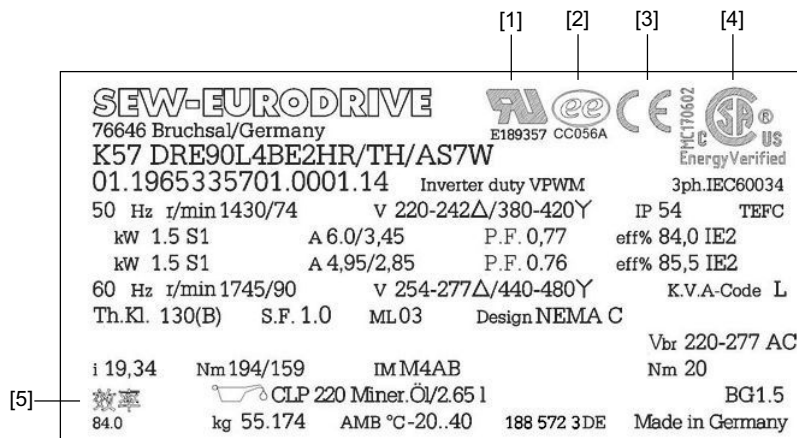 [1] [2] [3] [4]
SEW-EURODRIVE
76646 Bruchsal/Germany
E189357 CC056A CE EMC170602 C SA ® C US
Energy Verified
K57 DRE90L4BE2HR/TH/AS7W
01.1965335701.0001.14 Inverter duty VPWM 3ph.IEC60034
50 Hz r/min 1430/74 V 220-242Δ/380-420Y IP 54 TEFC
kW 1.5 S1 A 6.0/3,45 P.F. 0,77 eff% 84,0 IE2
kW 1.5 S1 A 4,95/2,85 P.F. 0.76 eff% 85,5 IE2
60 Hz r/min 1745/90 V 254-277Δ/440-480Y K.V.A-Code L
Th.Kl. 130(B) S.F. 1.0 ML 03 Design NEMA C
Vbr 220-277 AC
i 19,34 Nm 194/159 IM M4AB Nm 20
[5] 效率 CLP 220 Miner.Öl/2.65 l BG1.5
84.0 kg 55.174 AMB °C -20..40 188 572 3 DE Made in Germany